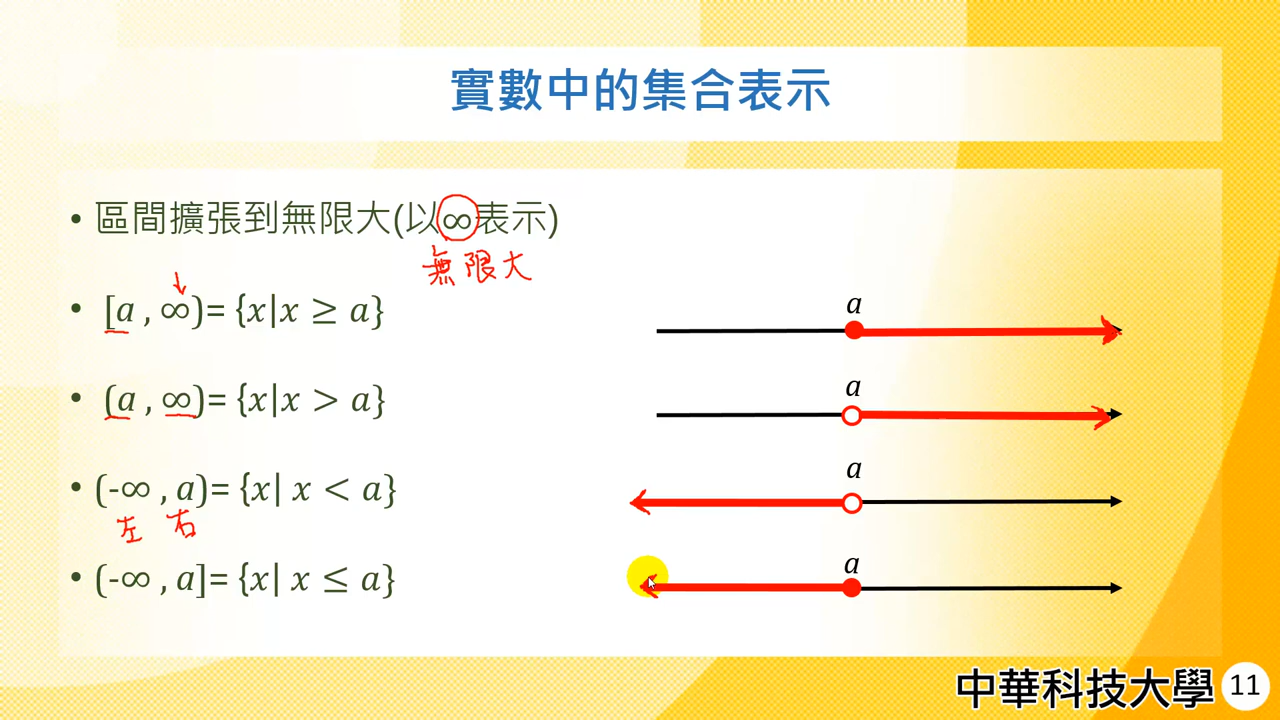 實數中的集合表示
• 區間擴張到無限大(以∞表示)
無限大
• [a , ∞)= {x|x ≥ a}
a
• (a , ∞)= {x|x > a}
a
• (-∞ , a)= {x| x < a}
a
左 右
• (-∞ , a]= {x| x ≤ a}
a
中華科技大學 11